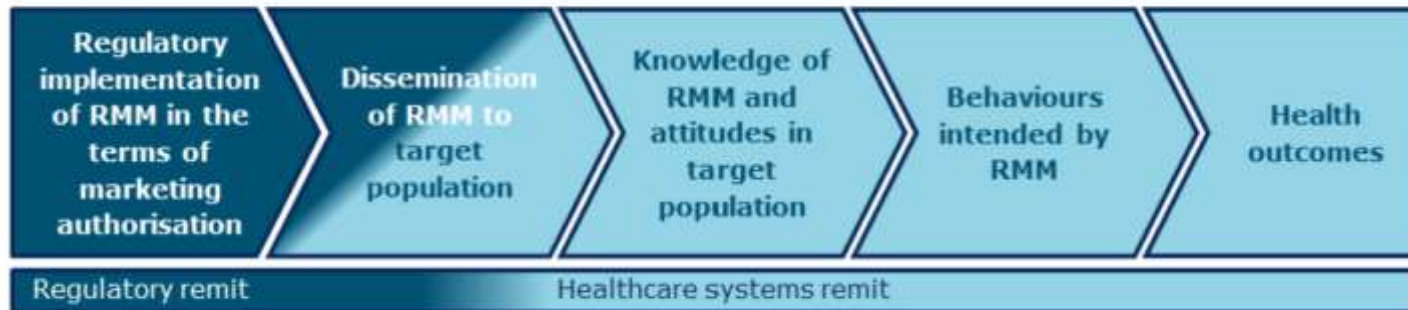 Regulatory
implementation
of RMM in the
terms of
marketing
authorisation
Dissemination
of RMM to
target
population
Knowledge of
RMM and
attitudes in
target
population
Behaviours
intended by
RMM
Health
outcomes
Regulatory remit
Healthcare systems remit